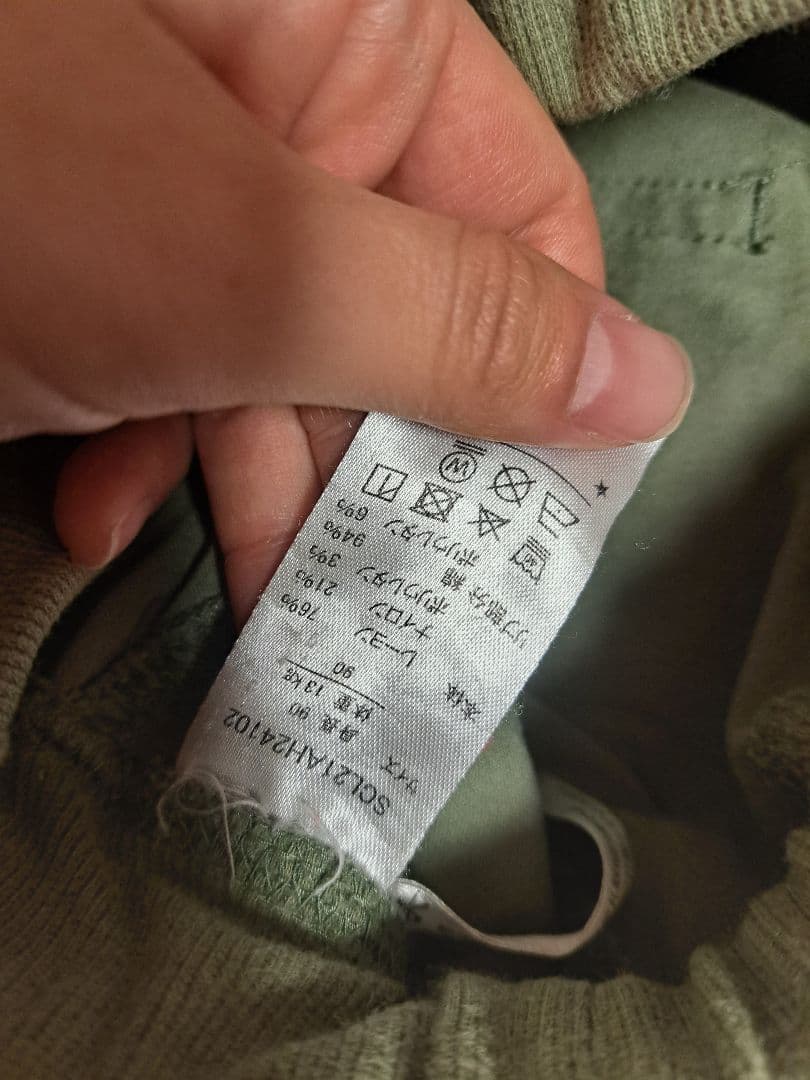 SCL21AH24102
サイズ
身長 90
体重 13kg
90
本体
レーヨン 76%
ナイロン 21%
ポリウレタン 3%
リブ部分 綿 94%
ポリウレタン 6%
W